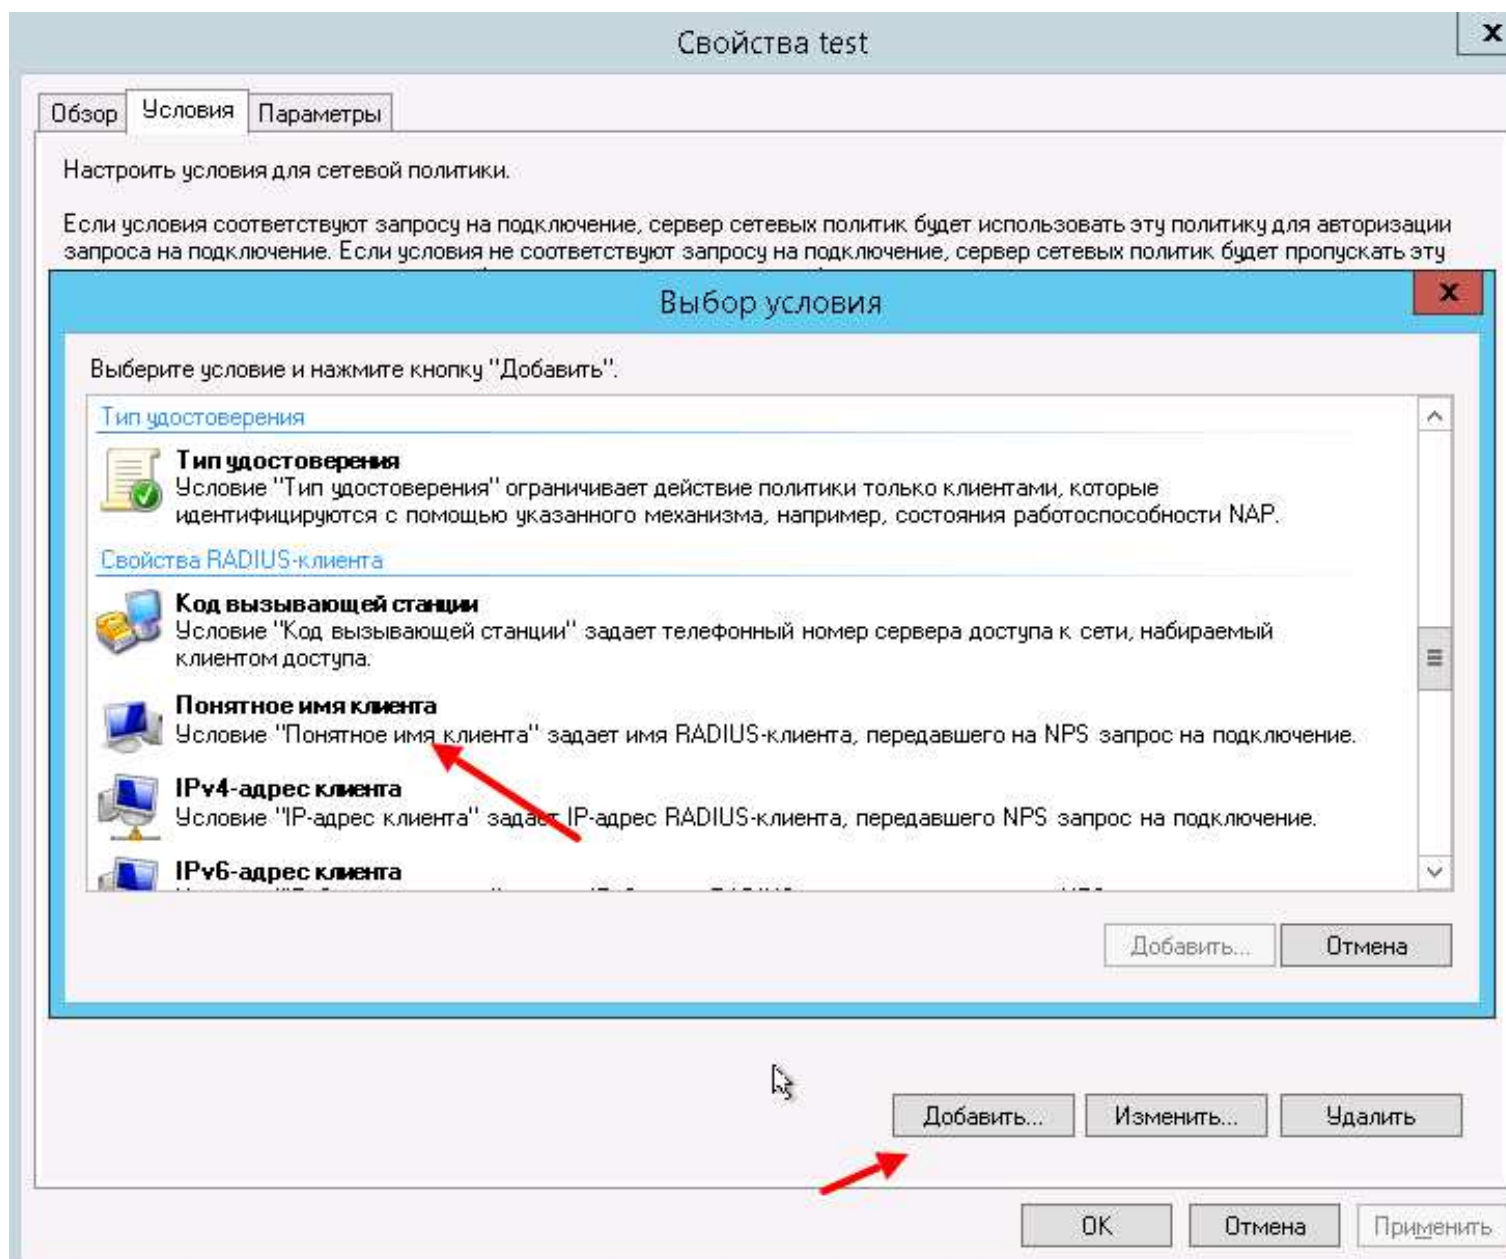 Свойства test
x
Обзор Условия Параметры
Настроить условия для сетевой политики.
Если условия соответствуют запросу на подключение, сервер сетевых политик будет использовать эту политику для авторизации
запроса на подключение. Если условия не соответствуют запросу на подключение, сервер сетевых политик будет пропускать эту
Выбор условия
x
Выберите условие и нажмите кнопку "Добавить".
Тип удостоверения
Тип удостоверения
Условие "Тип удостоверения" ограничивает действие политики только клиентами, которые
идентифицируются с помощью указанного механизма, например, состояния работоспособности NAP.
Свойства RADIUS-клиента
Код вызывающей станции
Условие "Код вызывающей станции" задает телефонный номер сервера доступа к сети, набираемый
клиентом доступа.
Понятное имя клиента
Условие "Понятное имя клиента" задает имя RADIUS-клиента, передавшего на NPS запрос на подключение.
IPv4-адрес клиента
Условие "IP-адрес клиента" задает IP-адрес RADIUS-клиента, передавшего NPS запрос на подключение.
IPv6-адрес клиента
Добавить... Отмена
Добавить... Изменить... Удалить
OK Отмена Применить